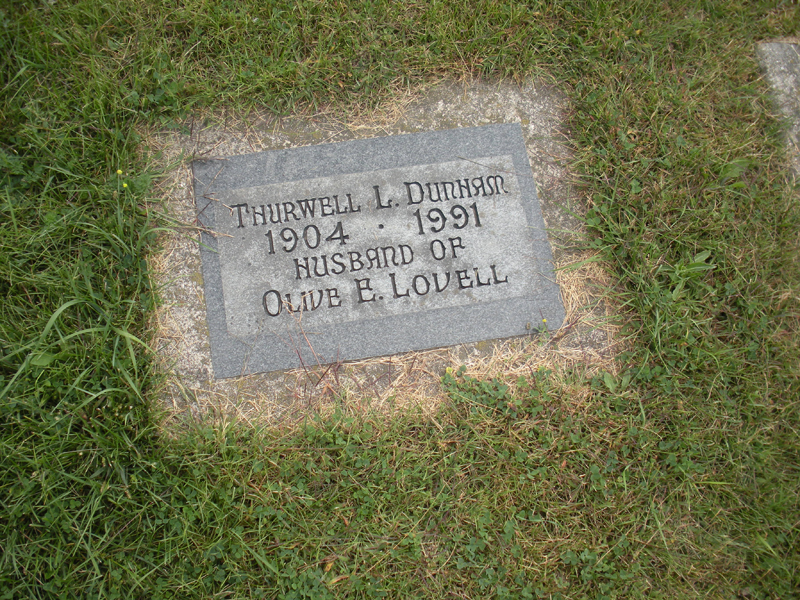 THURWELL L. DUNHAM
1904 · 1991
HUSBAND OF
OLIVE E. LOVELL